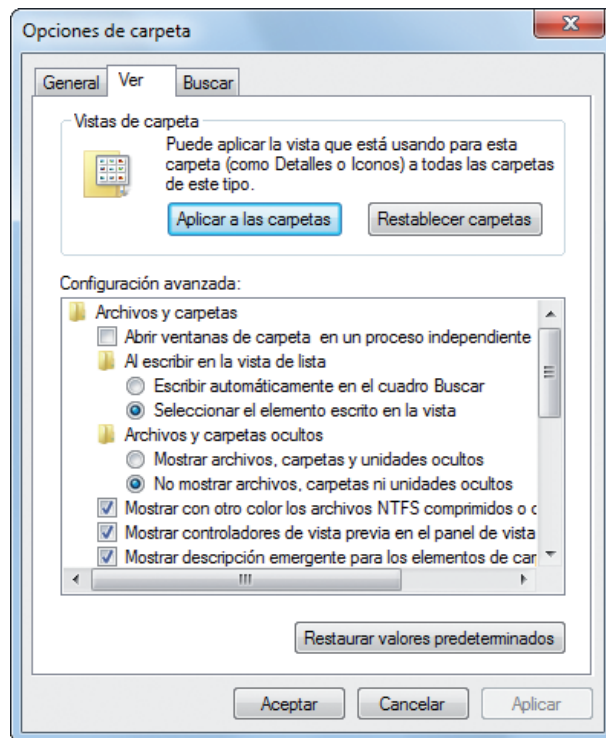 Opciones de carpeta
General Ver Buscar
Vistas de carpeta
Puede aplicar la vista que está usando para esta
carpeta (como Detalles o Iconos) a todas las carpetas
de este tipo.
Aplicar a las carpetas Restablecer carpetas
Configuración avanzada:
Archivos y carpetas
Abrir ventanas de carpeta en un proceso independiente
Al escribir en la vista de lista
Escribir automáticamente en el cuadro Buscar
Seleccionar el elemento escrito en la vista
Archivos y carpetas ocultos
Mostrar archivos, carpetas y unidades ocultos
No mostrar archivos, carpetas ni unidades ocultos
Mostrar con otro color los archivos NTFS comprimidos o c
Mostrar controladores de vista previa en el panel de vista
Mostrar descripción emergente para los elementos de car
Restaurar valores predeterminados
Aceptar Cancelar Aplicar